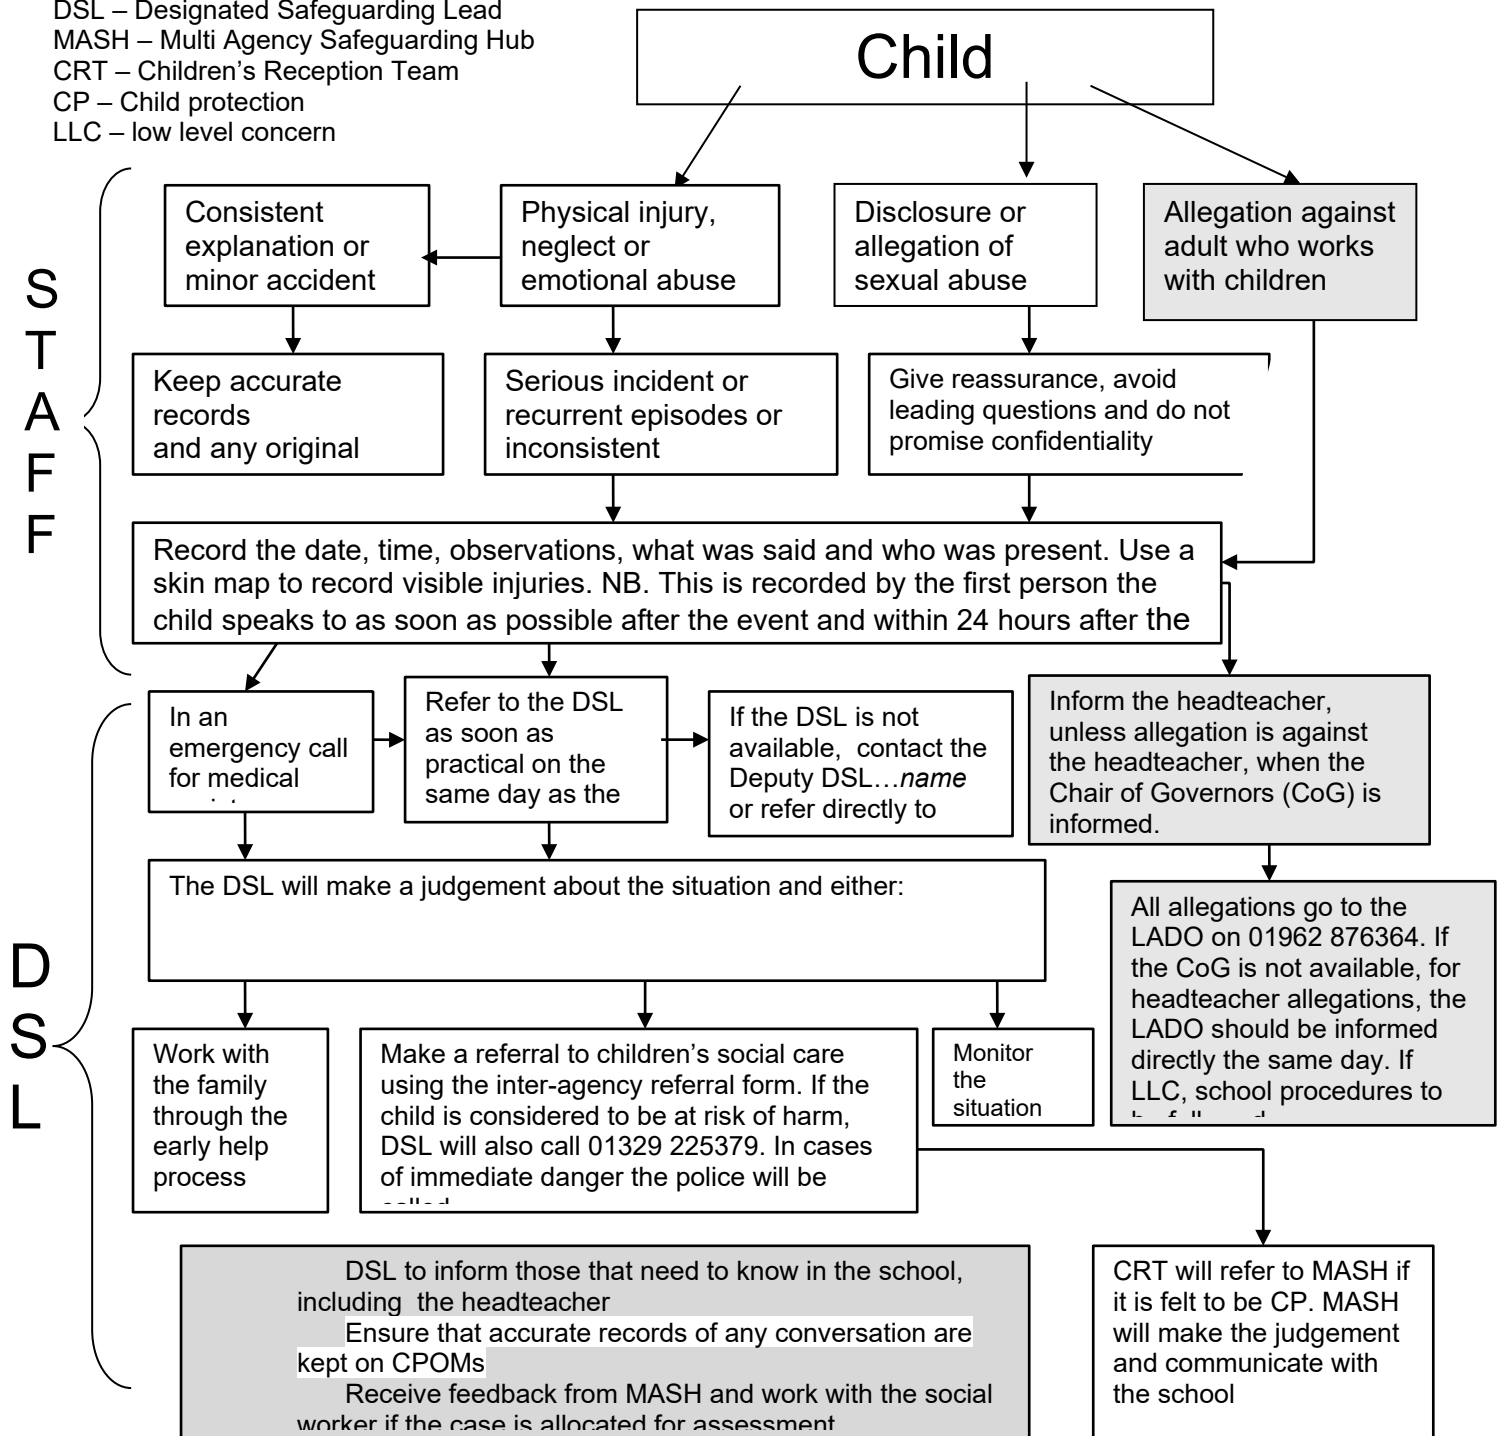 DSL – Designated Safeguarding Lead
MASH – Multi Agency Safeguarding Hub
CRT – Children's Reception Team
CP – Child protection
LLC – low level concern
Child
Consistent
explanation or
minor accident
Physical injury,
neglect or
emotional abuse
Disclosure or
allegation of
sexual abuse
Allegation against
adult who works
with children
S
T
A
F
F
Keep accurate
records
and any original
Serious incident or
recurrent episodes or
inconsistent
Give reassurance, avoid
leading questions and do not
promise confidentiality
Record the date, time, observations, what was said and who was present. Use a
skin map to record visible injuries. NB. This is recorded by the first person the
child speaks to as soon as possible after the event and within 24 hours after the
In an
emergency call
for medical
Refer to the DSL
as soon as
practical on the
same day as the
If the DSL is not
available,  contact the
Deputy DSL…name
or refer directly to
Inform the headteacher,
unless allegation is against
the headteacher, when the
Chair of Governors (CoG) is
informed.
The DSL will make a judgement about the situation and either:
All allegations go to the
LADO on 01962 876364. If
the CoG is not available, for
headteacher allegations, the
LADO should be informed
directly the same day. If
LLC, school procedures to
D
S
L
Work with
the family
through the
early help
process
Make a referral to children's social care
using the inter-agency referral form. If the
child is considered to be at risk of harm,
DSL will also call 01329 225379. In cases
of immediate danger the police will be
called
Monitor
the
situation
DSL to inform those that need to know in the school,
including  the headteacher
Ensure that accurate records of any conversation are
kept on CPOMs
Receive feedback from MASH and work with the social
worker if the case is allocated for assessment
CRT will refer to MASH if
it is felt to be CP. MASH
will make the judgement
and communicate with
the school